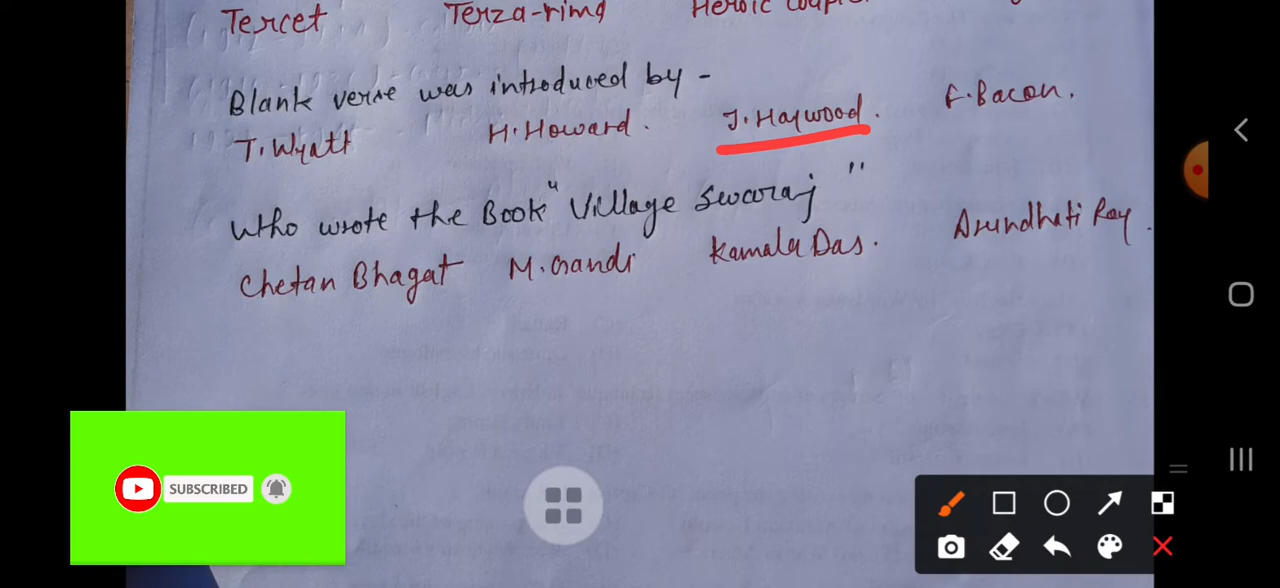 Tercet Terza-rima Heroic
Blank verse was introduced by -
T. Wyatt H. Howard. J. Haywood. F. Bacon.
Who wrote the Book "Village Swaraj"
Chetan Bhagat M. Gandi Kamala Das. Arundhati Roy.
SUBSCRIBED